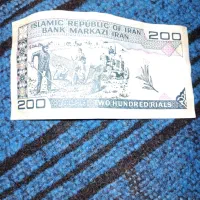 ISLAMIC REPUBLIC OF IRAN 200
BANK MARKAZI IRAN
200 TWO HUNDRED RIALS